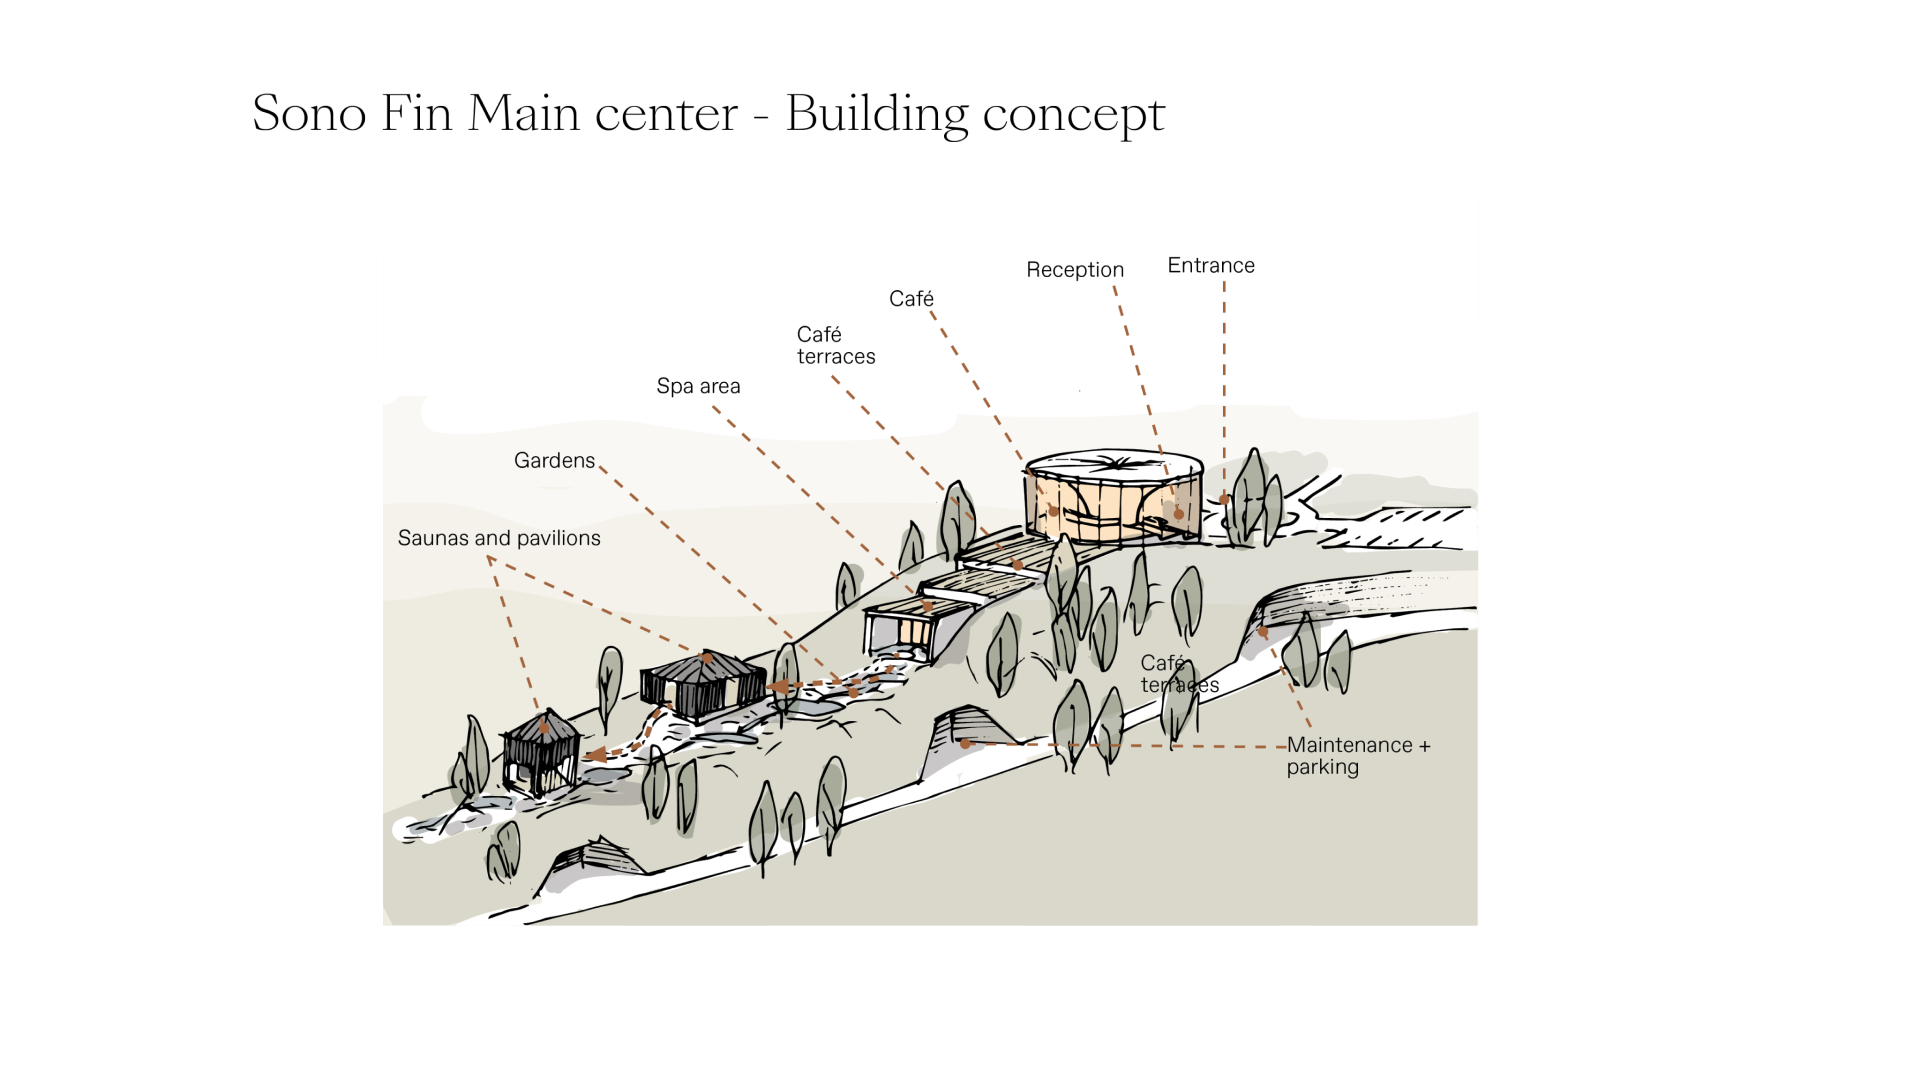 Sono Fin Main center - Building concept
Reception
Entrance
Café
Café
terraces
Spa area
Gardens
Saunas and pavilions
Café
terraces
Maintenance +
parking